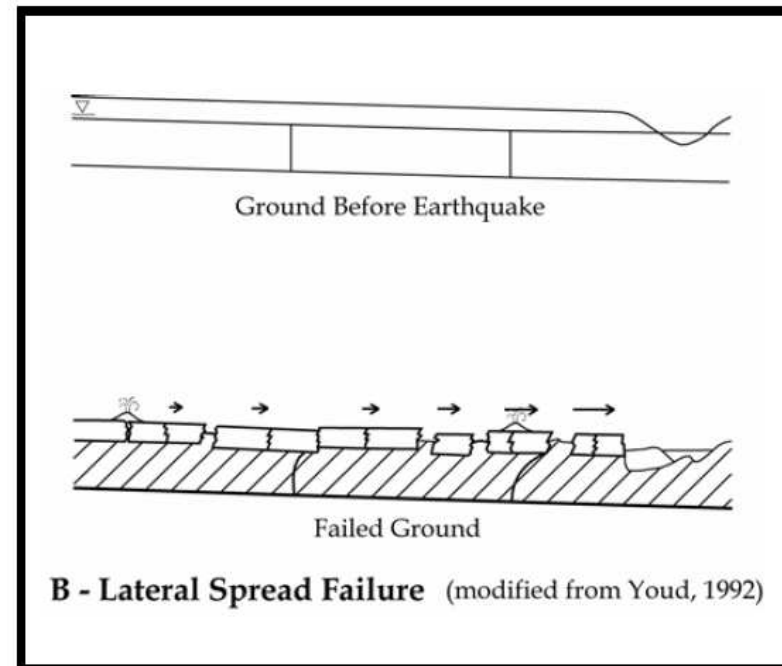 Ground Before Earthquake
Failed Ground
B - Lateral Spread Failure (modified from Youd, 1992)